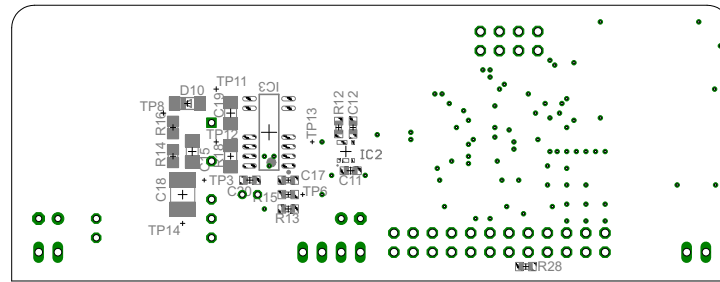 D10
TP11
IC3
TP8
C19
R16
TP12
TP13
R12
C12
R14
C15
R18
IC2
C18
TP3
C20
C17
C11
R15
TP6
R13
TP14
R28